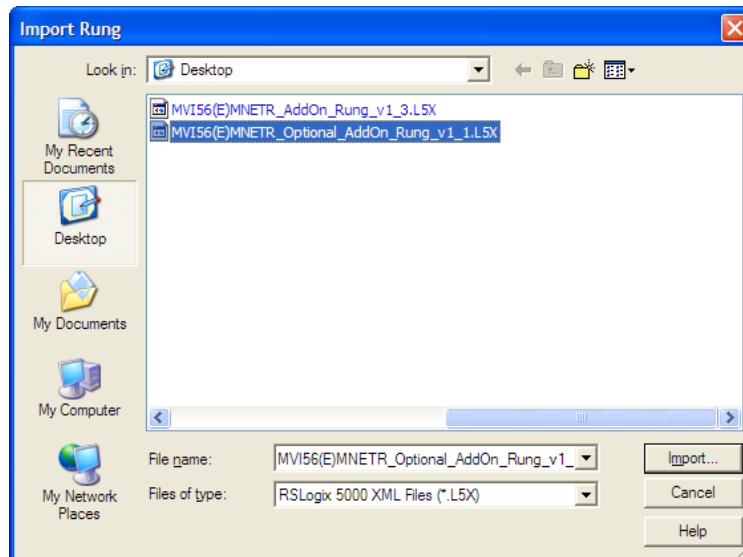 Import Rung
Look in: Desktop
MVI56(E)MNETR_AddOn_Rung_v1_3.L5X
MVI56(E)MNETR_Optional_AddOn_Rung_v1_1.L5X
My Recent
Documents
Desktop
My Documents
My Computer
My Network
Places
File name: MVI56(E)MNETR_Optional_AddOn_Rung_v1_ Import...
Files of type: RSLogix 5000 XML Files (*.L5X) Cancel
Help